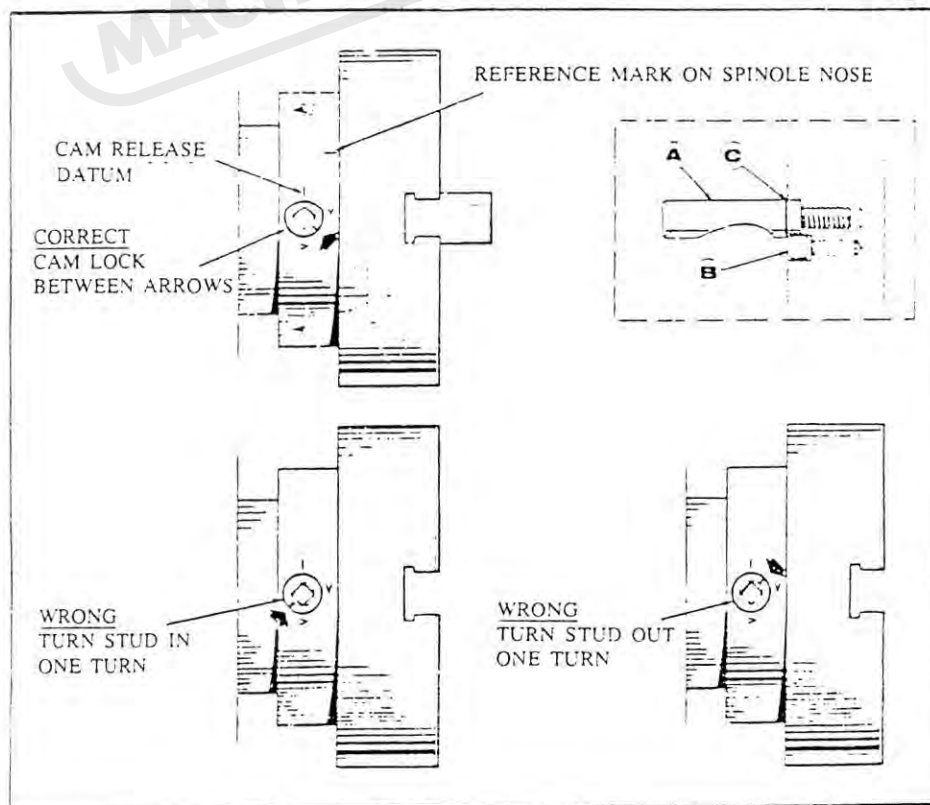 REFERENCE MARK ON SPINOLE NOSE
CAM RELEASE
DATUM
CORRECT
CAM LOCK
BETWEEN ARROWS
A C
B
WRONG
TURN STUD IN
ONE TURN
WRONG
TURN STUD OUT
ONE TURN